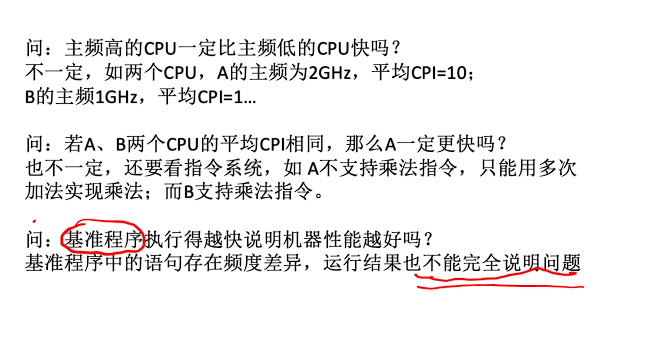 问：主频高的CPU一定比主频低的CPU快吗？
不一定，如两个CPU，A的主频为2GHz，平均CPI=10；
B的主频1GHz，平均CPI=1…
问：若A、B两个CPU的平均CPI相同，那么A一定更快吗？
也不一定，还要看指令系统，如 A不支持乘法指令，只能用多次
加法实现乘法；而B支持乘法指令。
问：基准程序执行得越快说明机器性能越好吗？
基准程序中的语句存在频度差异，运行结果也不能完全说明问题